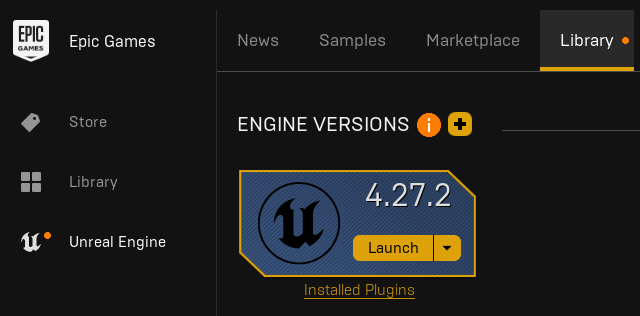 EPIC
GAMES
Epic Games
News
Samples
Marketplace
Library
Store
Library
Unreal Engine
ENGINE VERSIONS
4.27.2
Launch
Installed Plugins